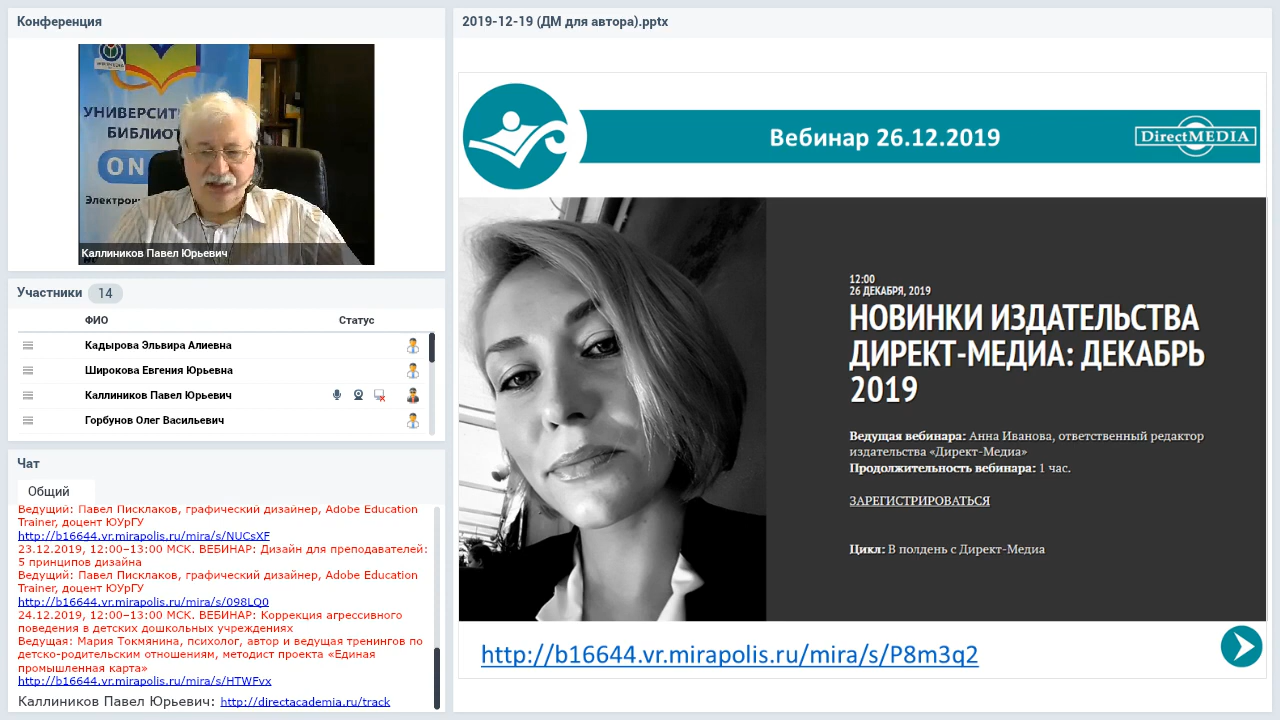 Конференция
УНИВЕРСИТ
БИБЛИОТ
ON
Электрон
Каллиников Павел Юрьевич
Участники 14
ФИО Статус
Кадырова Эльвира Алиевна
Широкова Евгения Юрьевна
Каллиников Павел Юрьевич
Горбунов Олег Васильевич
Чат
Общий
Ведущий: Павел Писклаков, графический дизайнер, Adobe Education
Trainer, доцент ЮУрГУ
http://b16644.vr.mirapolis.ru/mira/s/NUCsXF
23.12.2019, 12:00–13:00 МСК. ВЕБИНАР: Дизайн для преподавателей:
5 принципов дизайна
Ведущий: Павел Писклаков, графический дизайнер, Adobe Education
Trainer, доцент ЮУрГУ
http://b16644.vr.mirapolis.ru/mira/s/098LQ0
24.12.2019, 12:00–13:00 МСК. ВЕБИНАР: Коррекция агрессивного
поведения в детских дошкольных учреждениях
Ведущая: Мария Токмянина, психолог, автор и ведущая тренингов по
детско-родительским отношениям, методист проекта «Единая
промышленная карта»
http://b16644.vr.mirapolis.ru/mira/s/HTWFvx
Каллиников Павел Юрьевич: http://directacademia.ru/track
2019-12-19 (ДМ для автора).pptx
Вебинар 26.12.2019
DirectMEDIA
12:00
26 ДЕКАБРЯ, 2019
НОВИНКИ ИЗДАТЕЛЬСТВА
ДИРЕКТ-МЕДИА: ДЕКАБРЬ
2019
Ведущая вебинара: Анна Иванова, ответственный редактор
издательства «Директ-Медиа»
Продолжительность вебинара: 1 час.
ЗАРЕГИСТРИРОВАТЬСЯ
Цикл: В полдень с Директ-Медиа
http://b16644.vr.mirapolis.ru/mira/s/P8m3q2